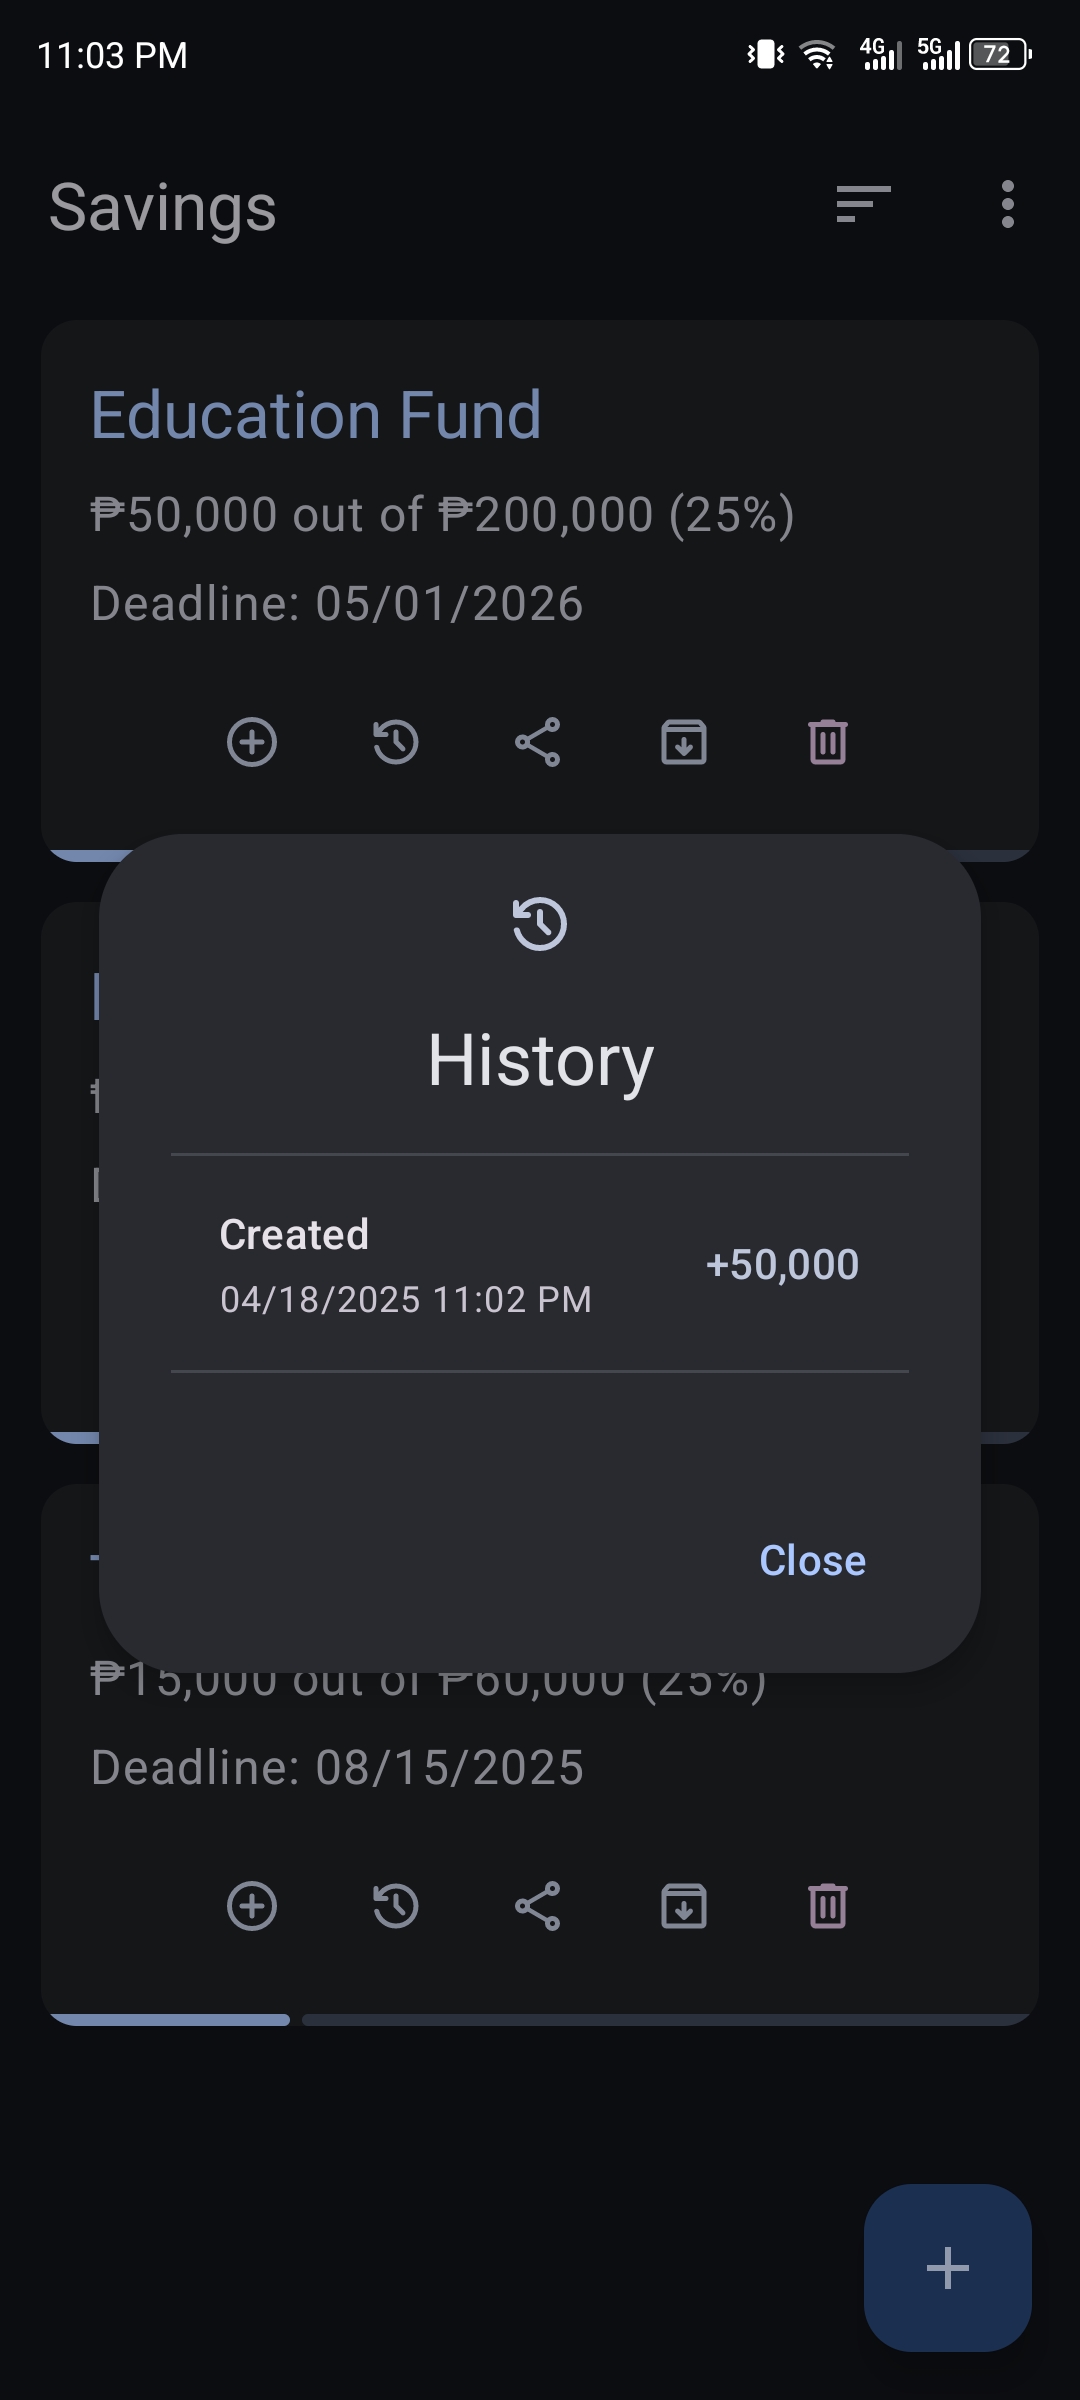 11:03 PM
4G 5G 72
Savings
Education Fund
₱50,000 out of ₱200,000 (25%)
Deadline: 05/01/2026
History
Created
+50,000
04/18/2025 11:02 PM
Close
₱15,000 out of ₱60,000 (25%)
Deadline: 08/15/2025